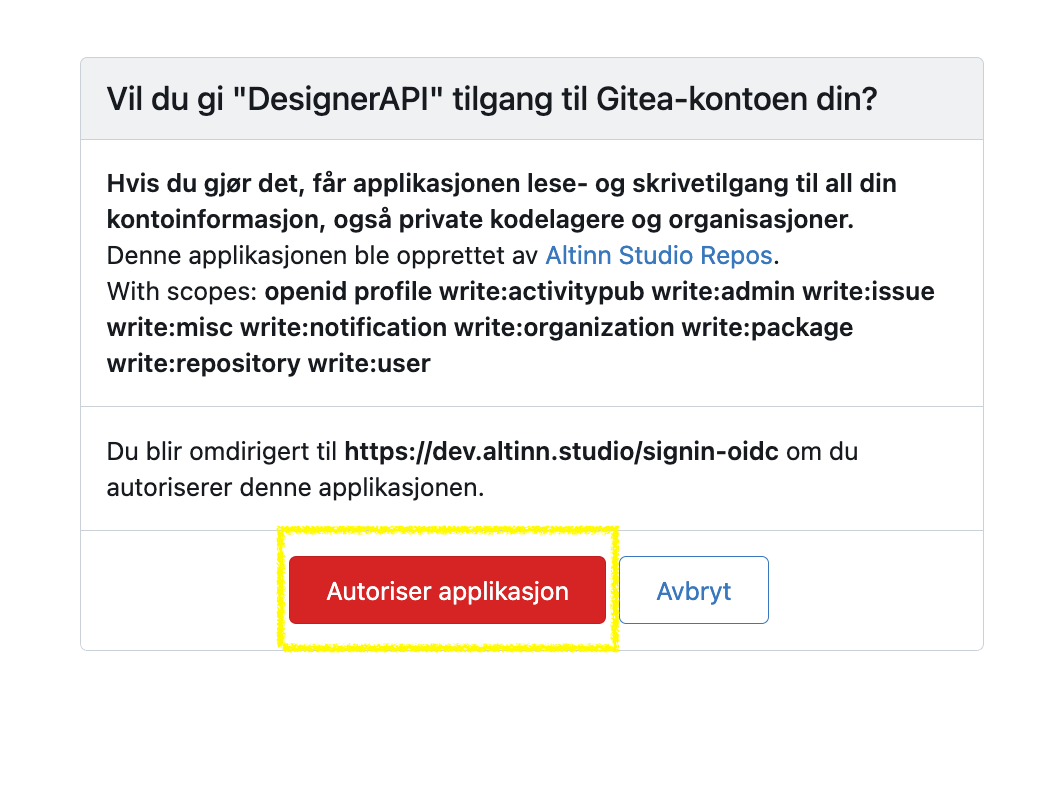 Vil du gi "DesignerAPI" tilgang til Gitea-kontoen din?
Hvis du gjør det, får applikasjonen lese- og skrivetilgang til all din
kontoinformasjon, også private kodelagere og organisasjoner.
Denne applikasjonen ble opprettet av Altinn Studio Repos.
With scopes: openid profile write:activitypub write:admin write:issue
write:misc write:notification write:organization write:package
write:repository write:user
Du blir omdirigert til https://dev.altinn.studio/signin-oidc om du
autoriserer denne applikasjonen.
Autoriser applikasjon
Avbryt